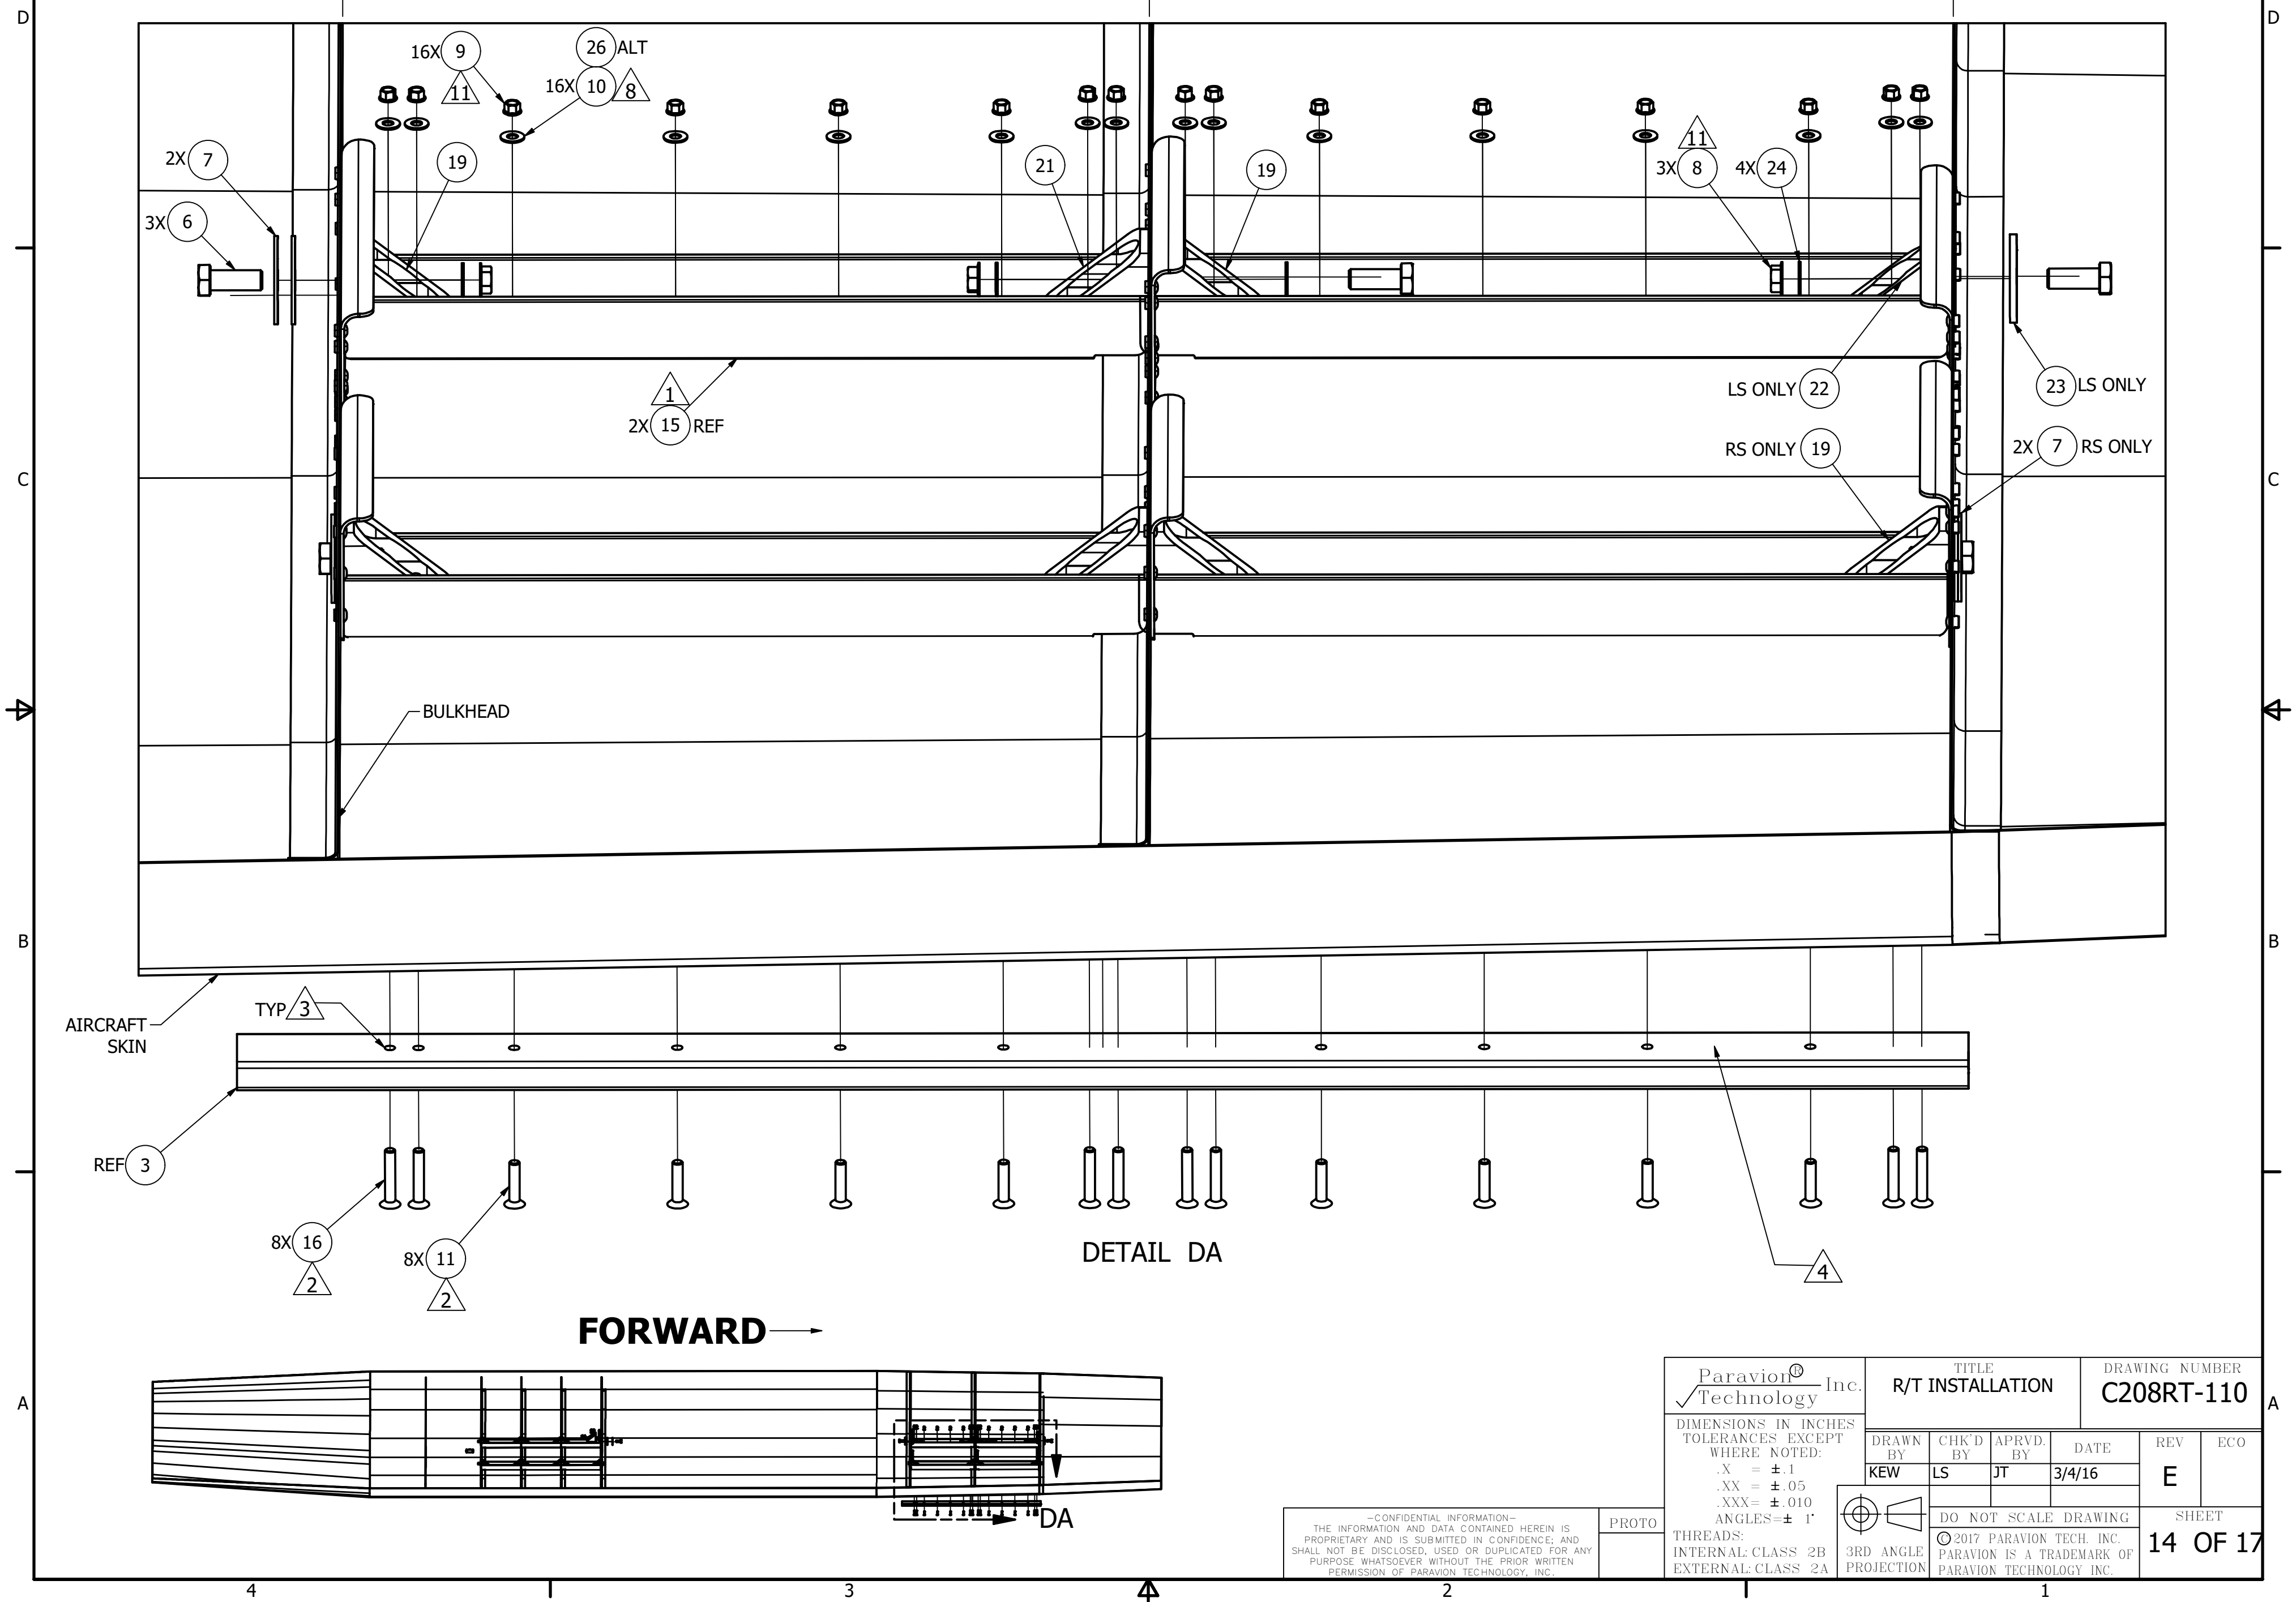 D
D
16X 9
11
26 ALT
16X 10 8
2X 7
19
21
19
11
3X 8
4X 24
3X 6
1
2X 15 REF
LS ONLY 22
23 LS ONLY
RS ONLY 19
2X 7 RS ONLY
C
C
BULKHEAD
B
B
AIRCRAFT
SKIN
TYP 3
REF 3
8X 16
2
8X 11
2
DETAIL DA
4
FORWARD
DA
A
A
Paravion®
Technology Inc.
DIMENSIONS IN INCHES
TOLERANCES EXCEPT
WHERE NOTED:
.X = ±.1
.XX = ±.05
.XXX= ±.010
ANGLES=± 1°
THREADS:
INTERNAL: CLASS 2B
EXTERNAL: CLASS 2A
TITLE
R/T INSTALLATION
DRAWING NUMBER
C208RT-110
DRAWN BY
CHK'D BY
APRVD. BY
DATE
REV
ECO
KEW
LS
JT
3/4/16
E
3RD ANGLE
PROJECTION
DO NOT SCALE DRAWING
©2017 PARAVION TECH. INC.
PARAVION IS A TRADEMARK OF
PARAVION TECHNOLOGY INC.
SHEET
14 OF 17
-CONFIDENTIAL INFORMATION-
THE INFORMATION AND DATA CONTAINED HEREIN IS
PROPRIETARY AND IS SUBMITTED IN CONFIDENCE; AND
SHALL NOT BE DISCLOSED, USED OR DUPLICATED FOR ANY
PURPOSE WHATSOEVER WITHOUT THE PRIOR WRITTEN
PERMISSION OF PARAVION TECHNOLOGY, INC.
PROTO
4
3
2
1